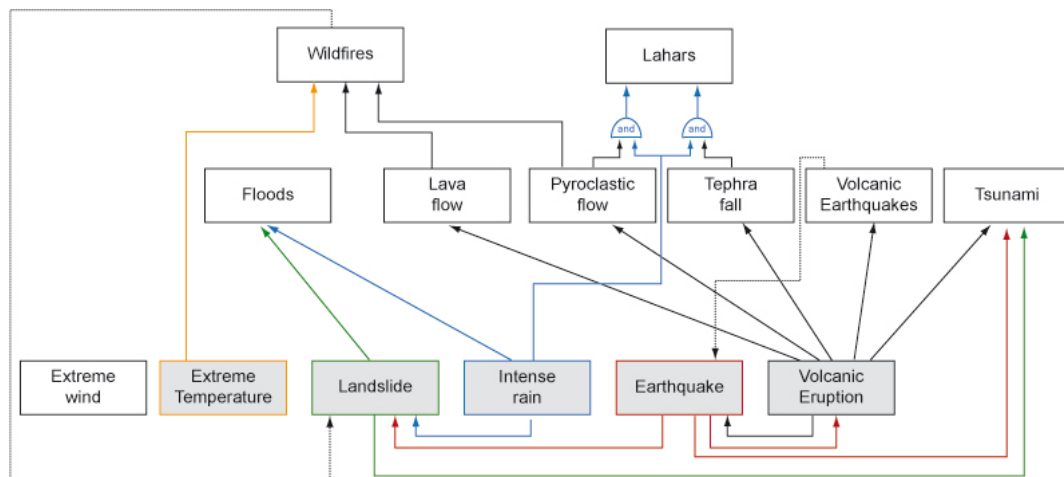 Wildfires
Lahars
and
and
Floods
Lava
flow
Pyroclastic
flow
Tephra
fall
Volcanic
Earthquakes
Tsunami
Extreme
wind
Extreme
Temperature
Landslide
Intense
rain
Earthquake
Volcanic
Eruption